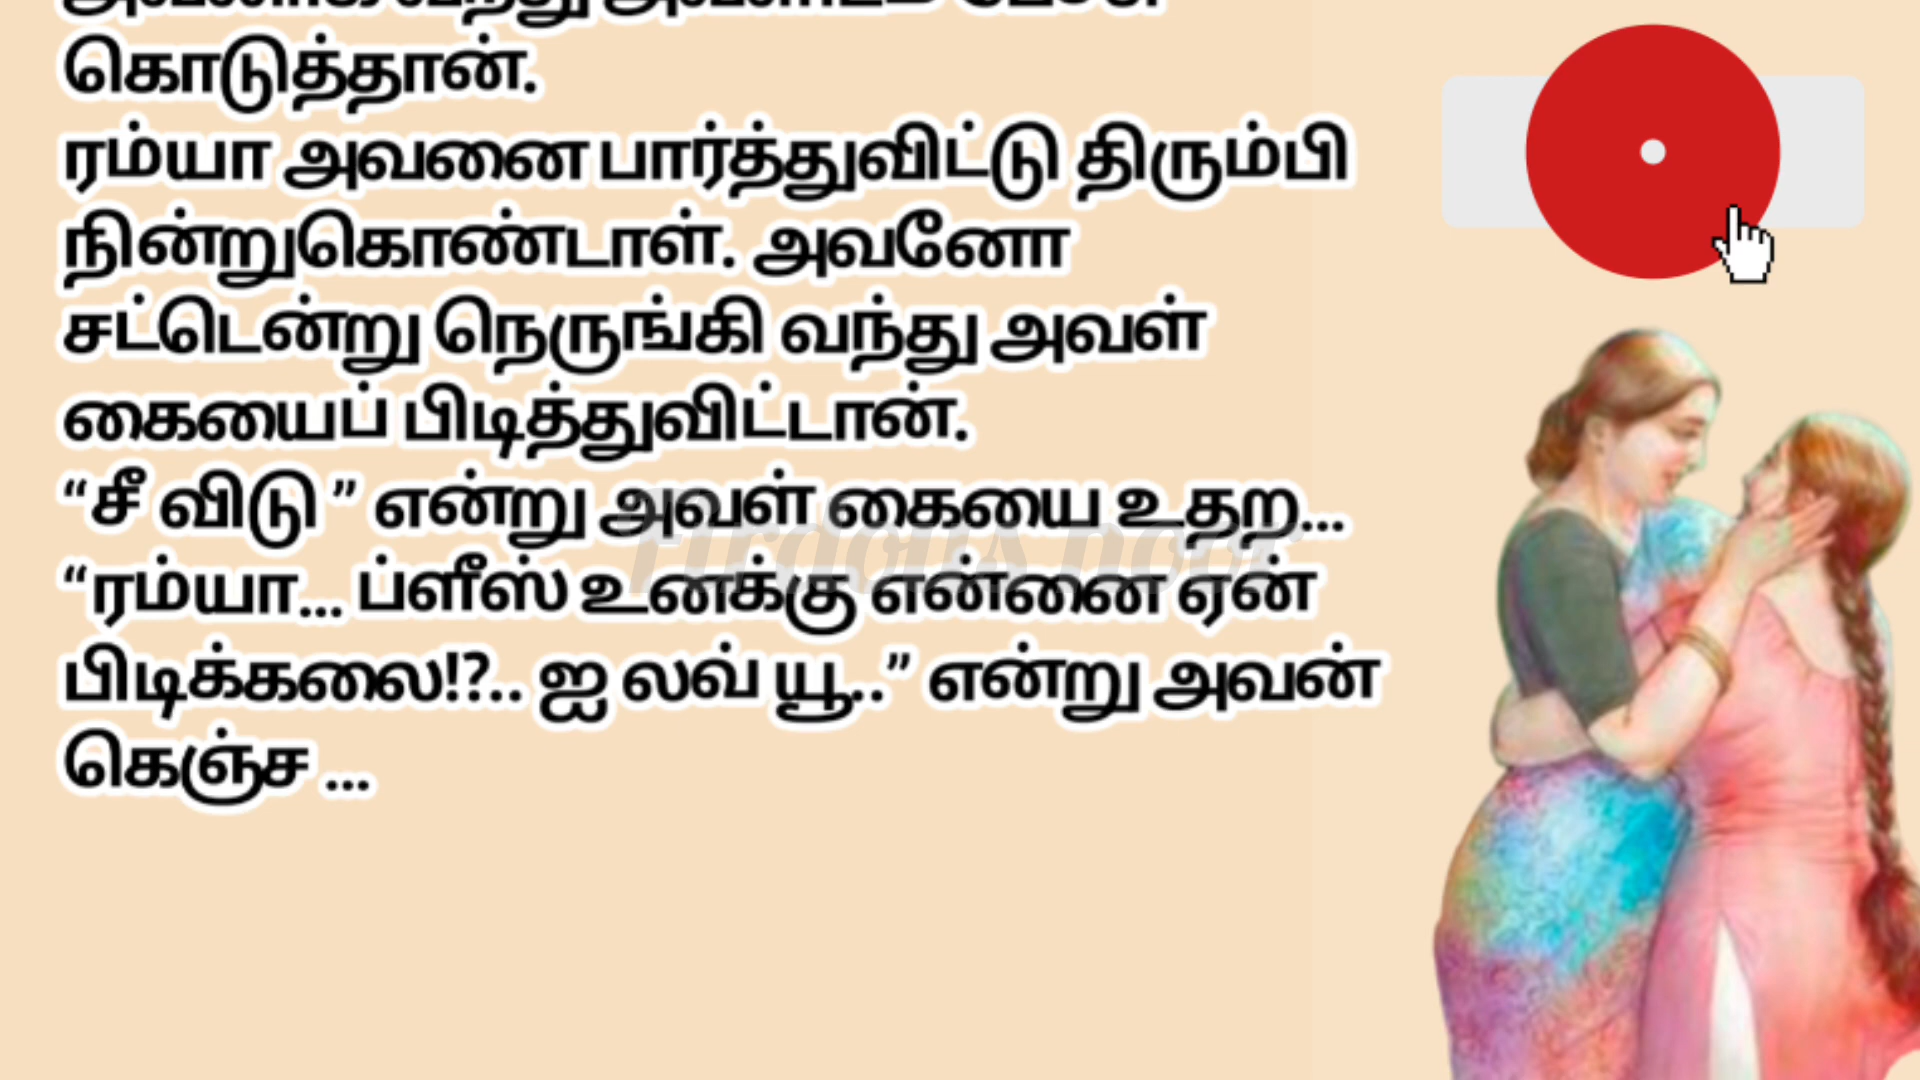 கொடுத்தான்.
ரம்யா அவனை பார்த்துவிட்டு திரும்பி
நின்றுகொண்டாள். அவனோ
சட்டென்று நெருங்கி வந்து அவள்
கையைப் பிடித்துவிட்டான்.
“சீ விடு ” என்று அவள் கையை உதற...
“ரம்யா... ப்ளீஸ் உனக்கு என்னை ஏன்
பிடிக்கலை!?.. ஐ லவ் யூ..” என்று அவன்
கெஞ்ச ...